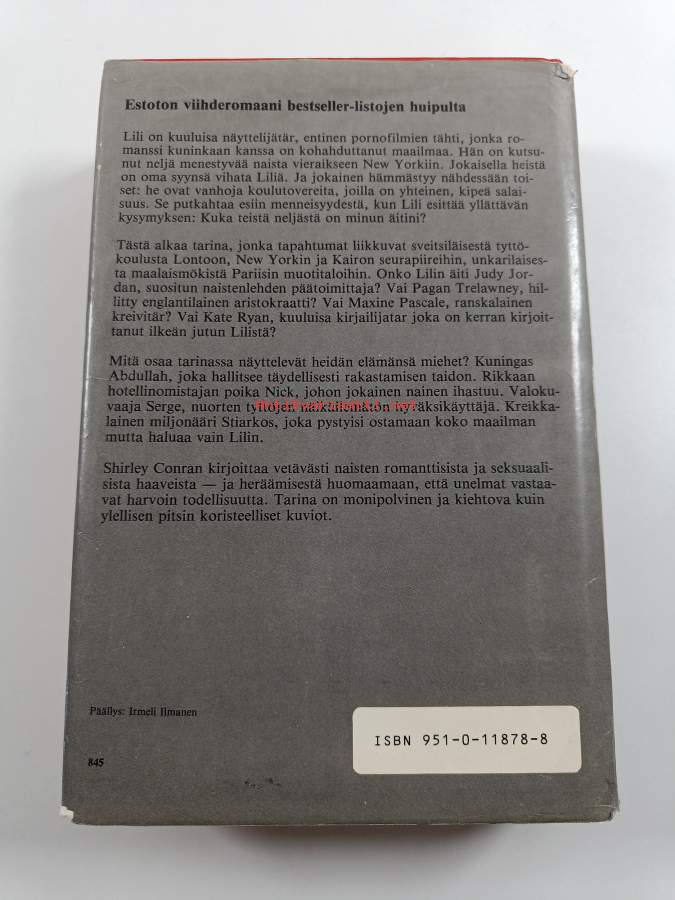 Estoton viihderomaani bestseller-listojen huipulta
Lili on kuuluisa näyttelijätär, entinen pornofilmien tähti, jonka ro-
manssi kuninkaan kanssa on kohahduttanut maailmaa. Hän on kutsu-
nut neljä menestyvää naista vieraikseen New Yorkiin. Jokaisella heistä
on oma syynsä vihata Liliä. Ja jokainen hämmästyy nähdessään toi-
set: he ovat vanhoja koulutovereita, joilla on yhteinen, kipeä salai-
suus. Se putkahtaa esiin menneisyydestä, kun Lili esittää yllättävän
kysymyksen: Kuka teistä neljästä on minun äitini?
Tästä alkaa tarina, jonka tapahtumat liikkuvat sveitsiläisestä tyttö-
koulusta Lontoon, New Yorkin ja Kairon seurapiireihin, unkarilaises-
ta maalaismökistä Pariisin muotitaloihin. Onko Lilin äiti Judy Jor-
dan, suositun naistenlehden päätoimittaja? Vai Pagan Trelawney, hil-
litty englantilainen aristokraatti? Vai Maxine Pascale, ranskalainen
kreivitär? Vai Kate Ryan, kuuluisa kirjailijatar joka on kerran kirjoit-
tanut ilkeän jutun Lilistä?
Mitä osaa tarinassa näyttelevät heidän elämänsä miehet? Kuningas
Abdullah, joka hallitsee täydellisesti rakastamisen taidon. Rikkaan
hotellinomistajan poika Nick, johon jokainen nainen ihastuu. Valoku-
vaaja Serge, nuorten tyttöjen häikäilemätön hyväksikäyttäjä. Kreikka-
lainen miljonääri Stiarkos, joka pystyisi ostamaan koko maailman
mutta haluaa vain Lilin.
Shirley Conran kirjoittaa vetävästi naisten romanttisista ja seksuaali-
sista haaveista — ja heräämisestä huomaamaan, että unelmat vastaa-
vat harvoin todellisuutta. Tarina on monipolvinen ja kiehtova kuin
ylellisen pitsin koristeelliset kuviot.
Päällys: Irmeli Ilmanen
ISBN 951-0-11878-8
845